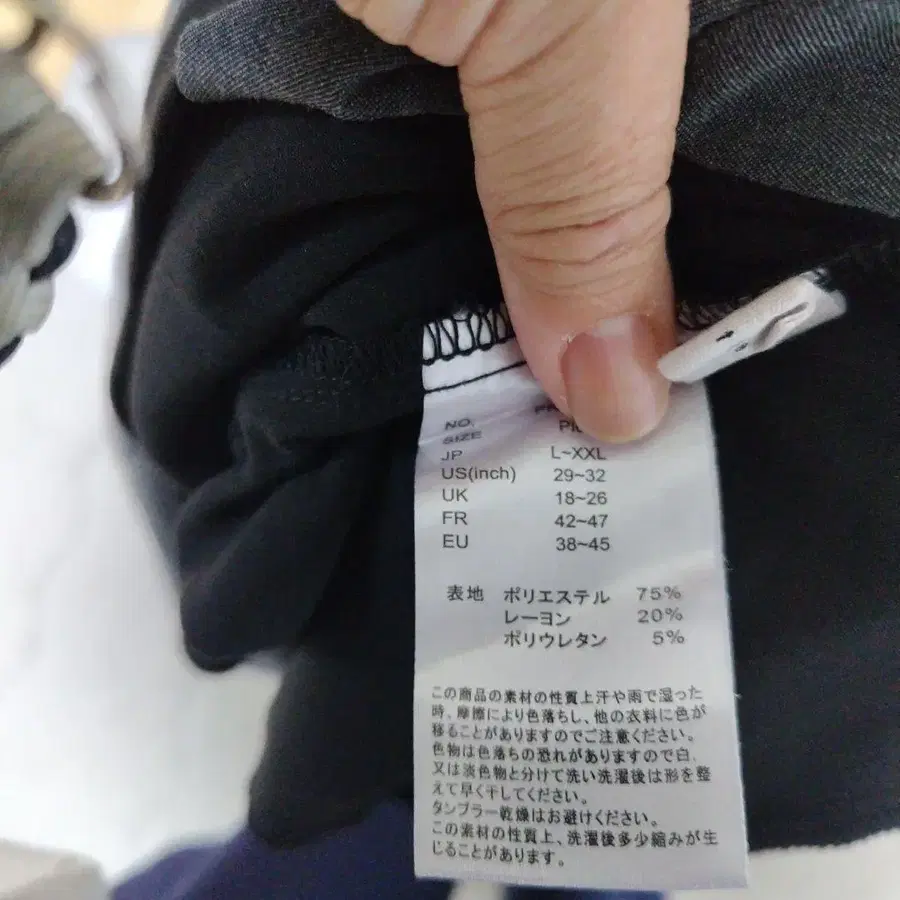 NO.
SIZE
JP L~XXL
US(inch) 29~32
UK 18~26
FR 42~47
EU 38~45
表地 ポリエステル 75%
レーヨン 20%
ポリウレタン 5%
この商品の素材の性質上汗や雨で湿った
時、摩擦により色落ちし、他の衣料に色が
移ることがありますのでご注意ください。
色物は色落ちの恐れがありますので白、
又は淡色物と分けて洗い洗濯後は形を整
えて早く干してください。
タンブラー乾燥はお避けください。
この素材の性質上、洗濯後多少縮みが生
じることがあります。